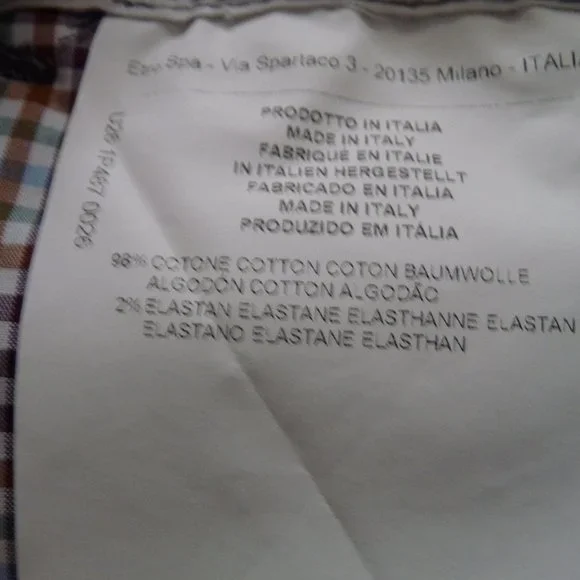 Etro Spa - Via Spartaco 3 - 20135 Milano - ITALI
PRODOTTO IN ITALIA
MADE IN ITALY
FABRIQUE EN ITALIE
IN ITALIEN HERGESTELLT
FABRICADO EN ITALIA
MADE IN ITALY
PRODUZIDO EM ITÁLIA
98% COTONE COTTON COTON BAUMWOLLE
ALGODÓN COTTON ALGODÃO
2% ELASTAN ELASTANE ELASTHANNE ELASTAN
ELASTANO ELASTANE ELASTHAN